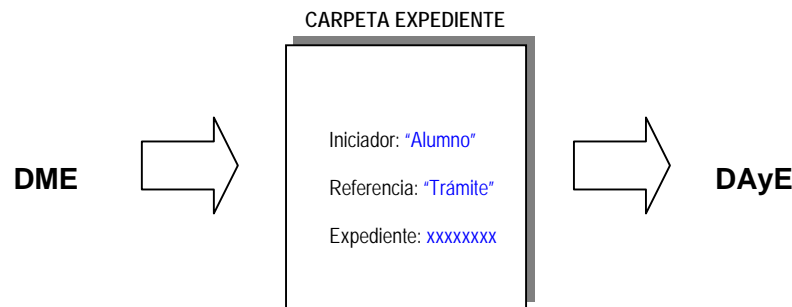 CARPETA EXPEDIENTE
DME
Iniciador: “Alumno”
Referencia: “Trámite”
Expediente: xxxxxxxx
DAyE